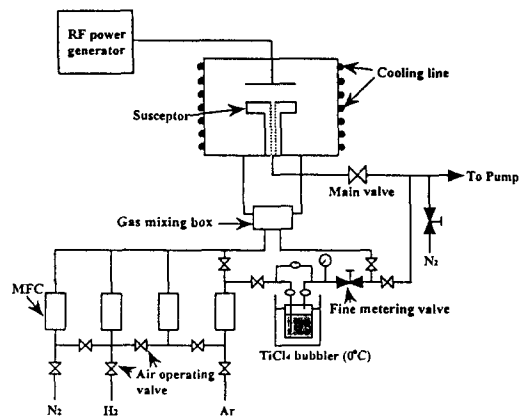 RF power
generator
Cooling line
Susceptor
To Pump
Main valve
Gas mixing box
N₂
MFC
Fine metering valve
TiCl₄ bubbler (0°C)
Air operating
valve
N₂
H₂
Ar